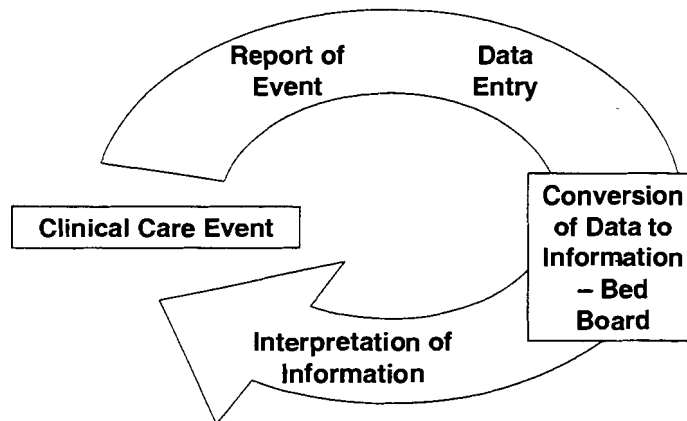 Report of
Event
Data
Entry
Clinical Care Event
Conversion
of Data to
Information
– Bed
Board
Interpretation of
Information